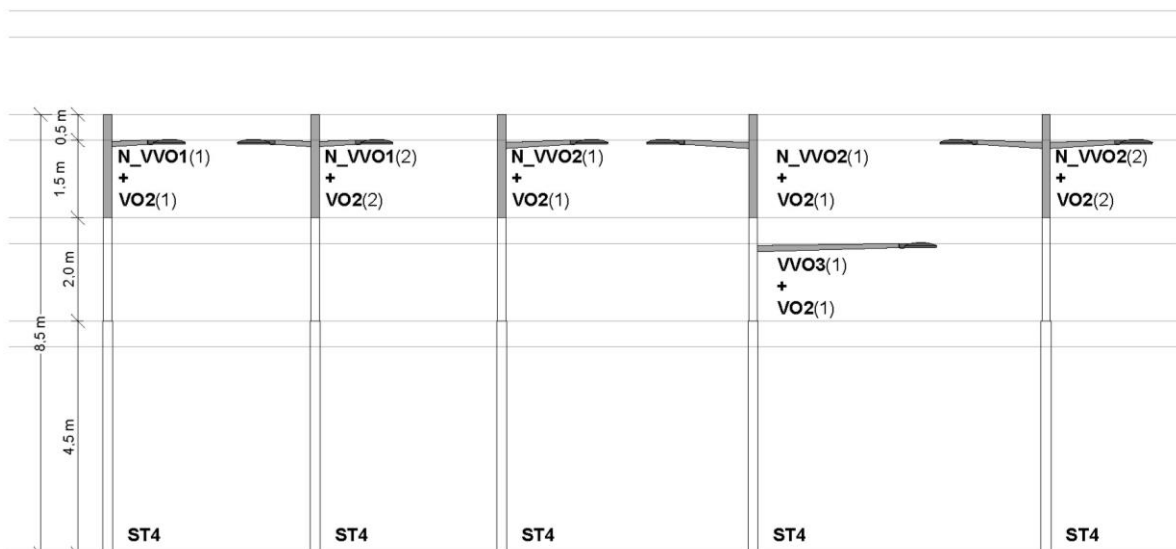 0.5 m
1.5 m
2.0 m
8.5 m
4.5 m
N_VVO1(1)
+
VO2(1)
N_VVO1(2)
+
VO2(2)
N_VVO2(1)
+
VO2(1)
N_VVO2(1)
+
VO2(1)
N_VVO2(2)
+
VO2(2)
VVO3(1)
+
VO2(1)
ST4
ST4
ST4
ST4
ST4